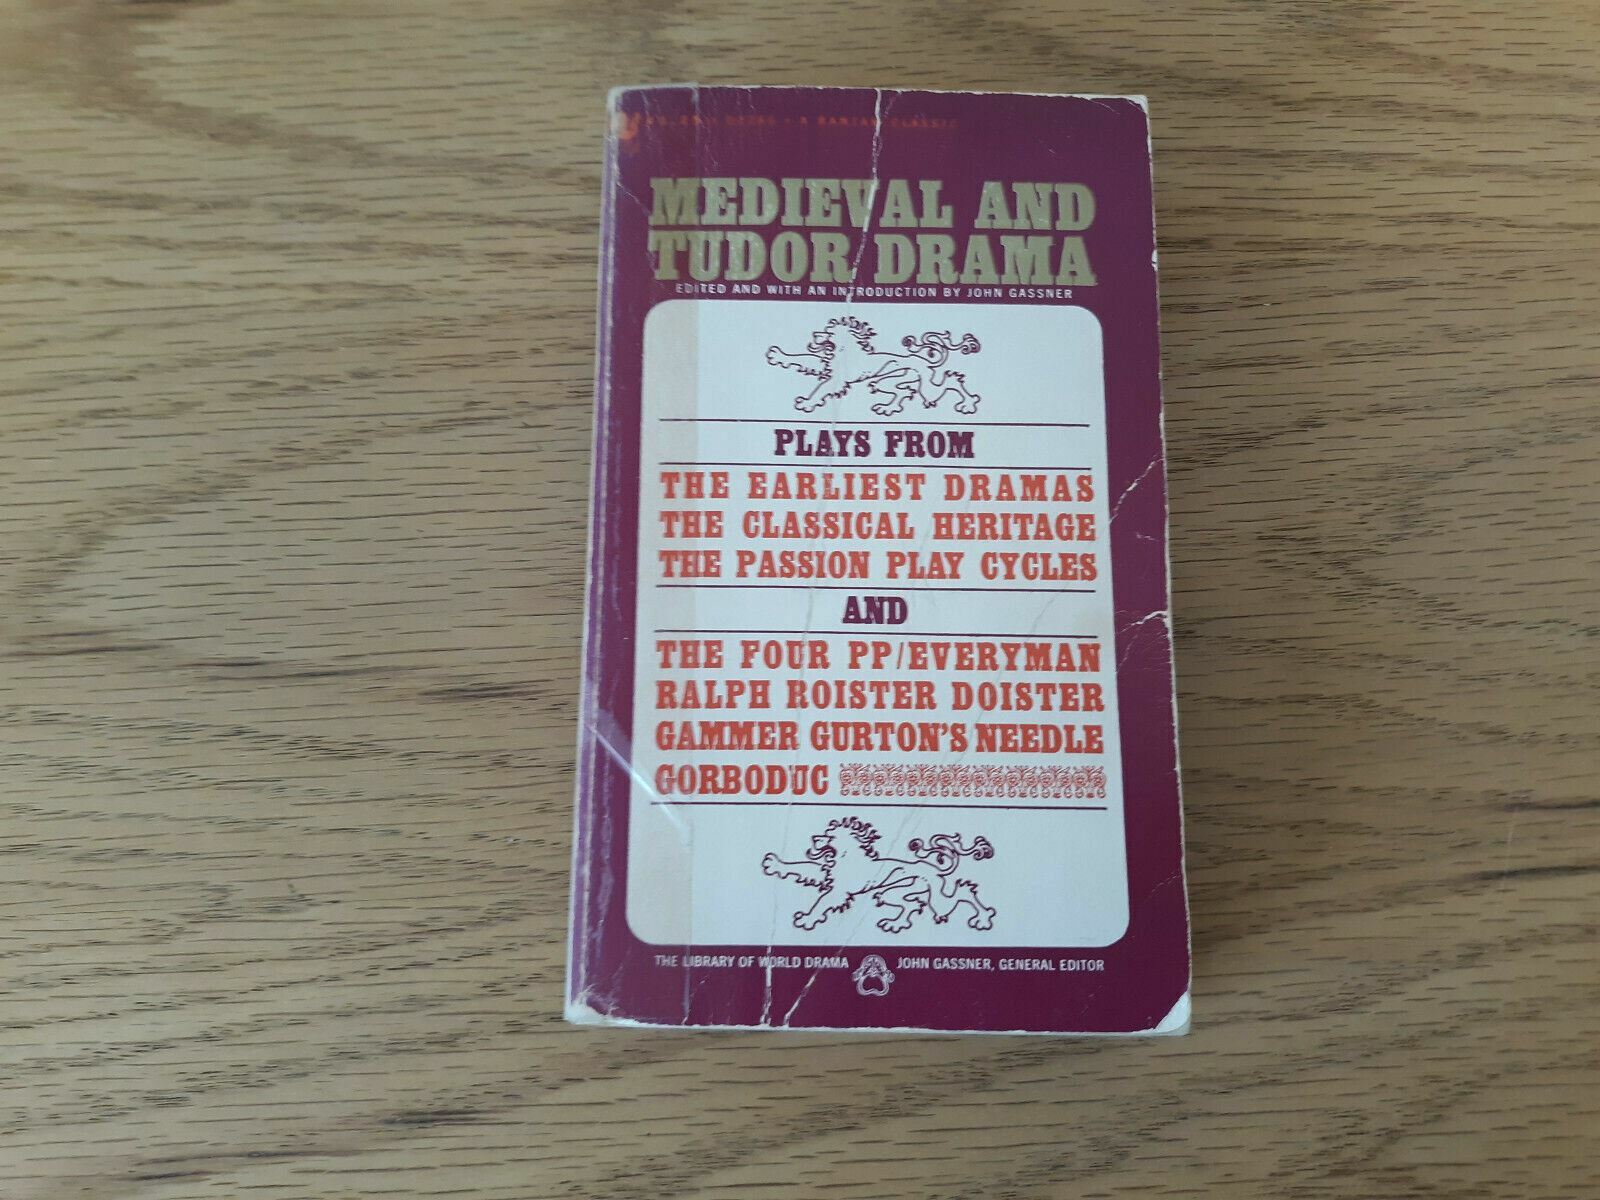 A BANTAM CLASSIC
MEDIEVAL AND
TUDOR DRAMA
EDITED AND WITH AN INTRODUCTION BY JOHN GASSNER
PLAYS FROM
THE EARLIEST DRAMAS
THE CLASSICAL HERITAGE
THE PASSION PLAY CYCLES
AND
THE FOUR PP/EVERYMAN
RALPH ROISTER DOISTER
GAMMER GURTON'S NEEDLE
GORBODUC
THE LIBRARY OF WORLD DRAMA JOHN GASSNER, GENERAL EDITOR